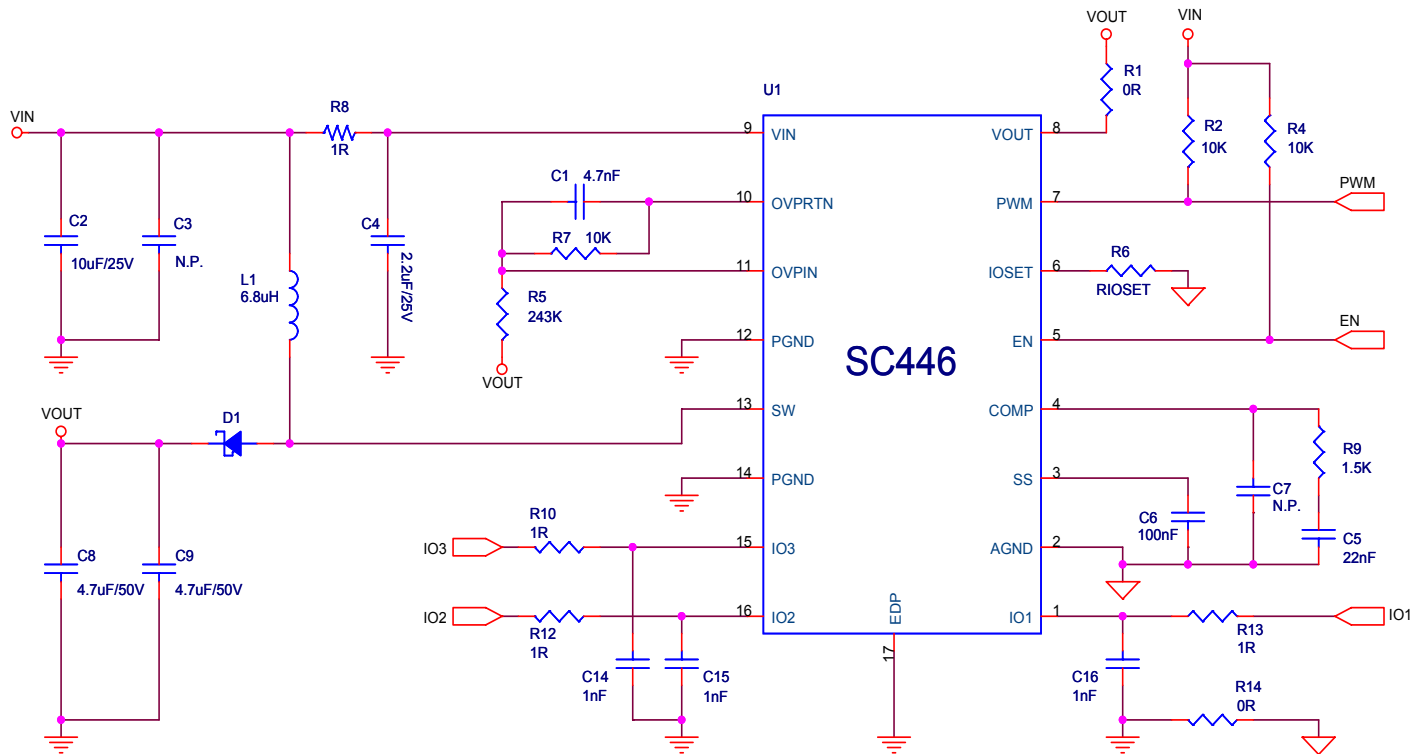 VOUT
VIN
R1
0R
U1
R2
10K
R4
10K
VIN
R8
1R
9
VIN
VOUT
8
C1
4.7nF
PWM
10
OVPRTN
PWM
7
R7
10K
C2
10uF/25V
C3
N.P.
C4
2.2uF/25V
11
OVPIN
IOSET
6
R6
RIOSET
L1
6.8uH
R5
243K
EN
12
PGND
EN
5
SC446
VOUT
VOUT
D1
13
SW
COMP
4
R9
1.5K
14
PGND
SS
3
C7
N.P.
C6
100nF
C5
22nF
R10
1R
IO3
15
IO3
AGND
2
C8
4.7uF/50V
C9
4.7uF/50V
IO2
16
IO2
EDP
IO1
1
IO1
R12
1R
R13
1R
17
C14
1nF
C15
1nF
C16
1nF
R14
0R